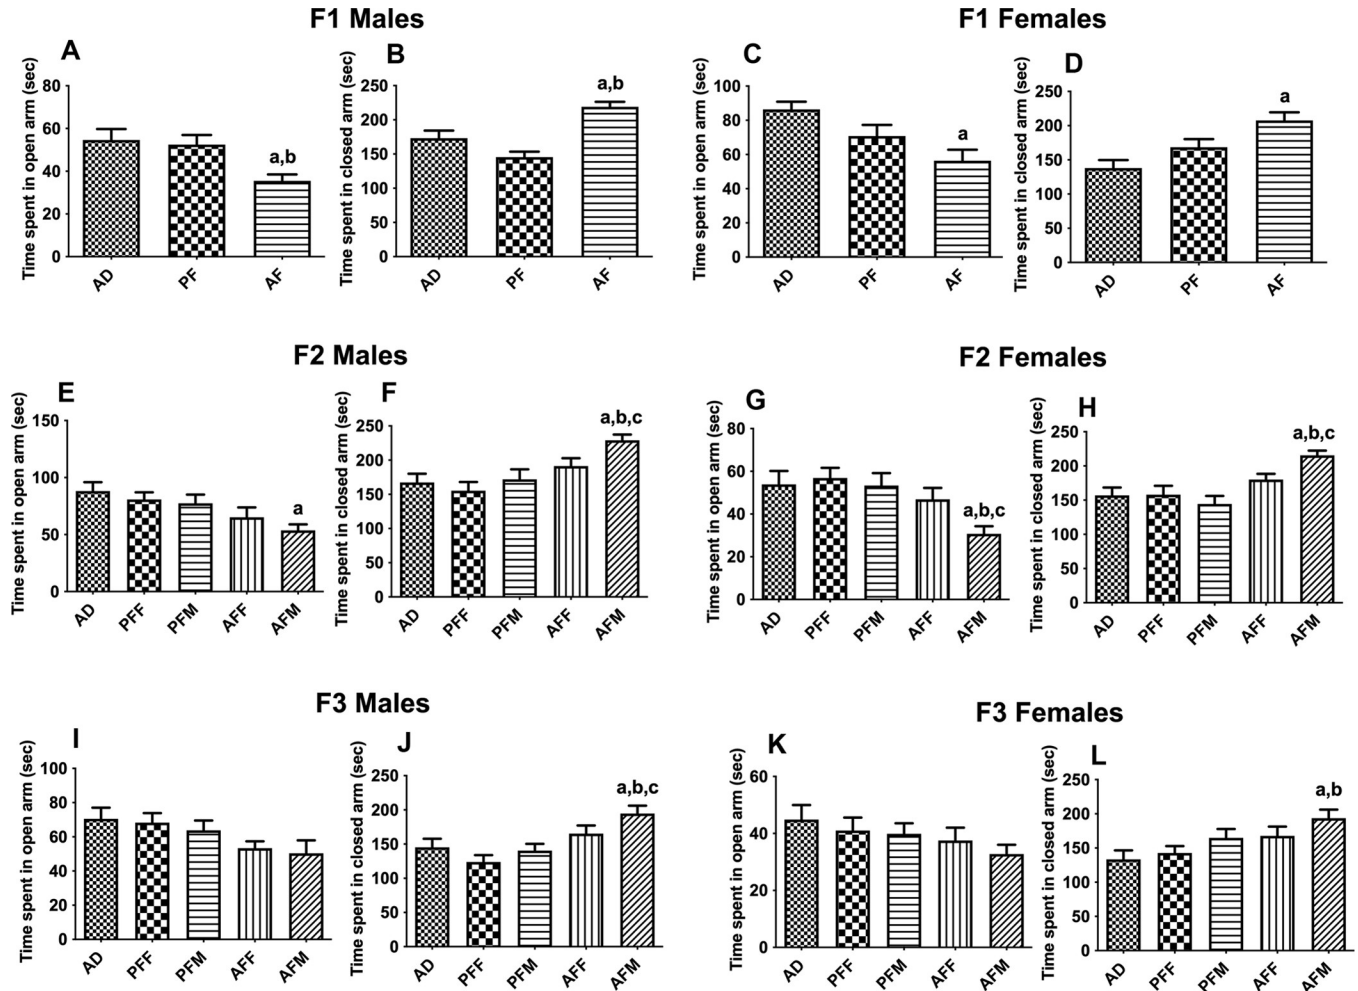 F1 Males
F1 Females
A
Time spent in open arm (sec)
80
60
40
20
0
a,b
AD
PF
AF
B
Time spent in closed arm (sec)
250
200
150
100
50
0
a,b
AD
PF
AF
C
Time spent in open arm (sec)
100
80
60
40
20
0
a
AD
PF
AF
D
Time spent in closed arm (sec)
250
200
150
100
50
0
a
AD
PF
AF
F2 Males
F2 Females
E
Time spent in open arm (sec)
150
100
50
0
a
AD
PFF
PFM
AFF
AFM
F
Time spent in closed arm (sec)
250
200
150
100
50
0
a,b,c
AD
PFF
PFM
AFF
AFM
G
Time spent in open arm (sec)
80
60
40
20
0
a,b,c
AD
PFF
PFM
AFF
AFM
H
Time spent in closed arm (sec)
250
200
150
100
50
0
a,b,c
AD
PFF
PFM
AFF
AFM
F3 Males
F3 Females
I
Time spent in open arm (sec)
100
80
60
40
20
0
AD
PFF
PFM
AFF
AFM
J
Time spent in closed arm (sec)
250
200
150
100
50
0
a,b,c
AD
PFF
PFM
AFF
AFM
K
Time spent in open arm (sec)
60
40
20
0
AD
PFF
PFM
AFF
AFM
L
Time spent in closed arm (sec)
250
200
150
100
50
0
a,b
AD
PFF
PFM
AFF
AFM